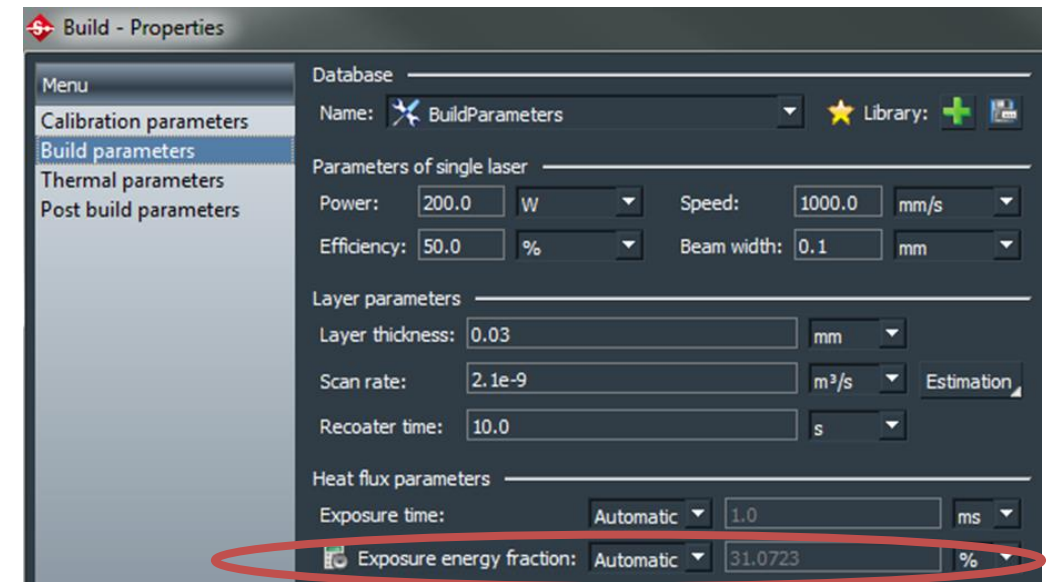 Build - Properties
Menu
Calibration parameters
Build parameters
Thermal parameters
Post build parameters
Database
Name: BuildParameters Library:
Parameters of single laser
Power: 200.0 W Speed: 1000.0 mm/s
Efficiency: 50.0 % Beam width: 0.1 mm
Layer parameters
Layer thickness: 0.03 mm
Scan rate: 2.1e-9 m³/s Estimation
Recoater time: 10.0 s
Heat flux parameters
Exposure time: Automatic 1.0 ms
Exposure energy fraction: Automatic 31.0723 %